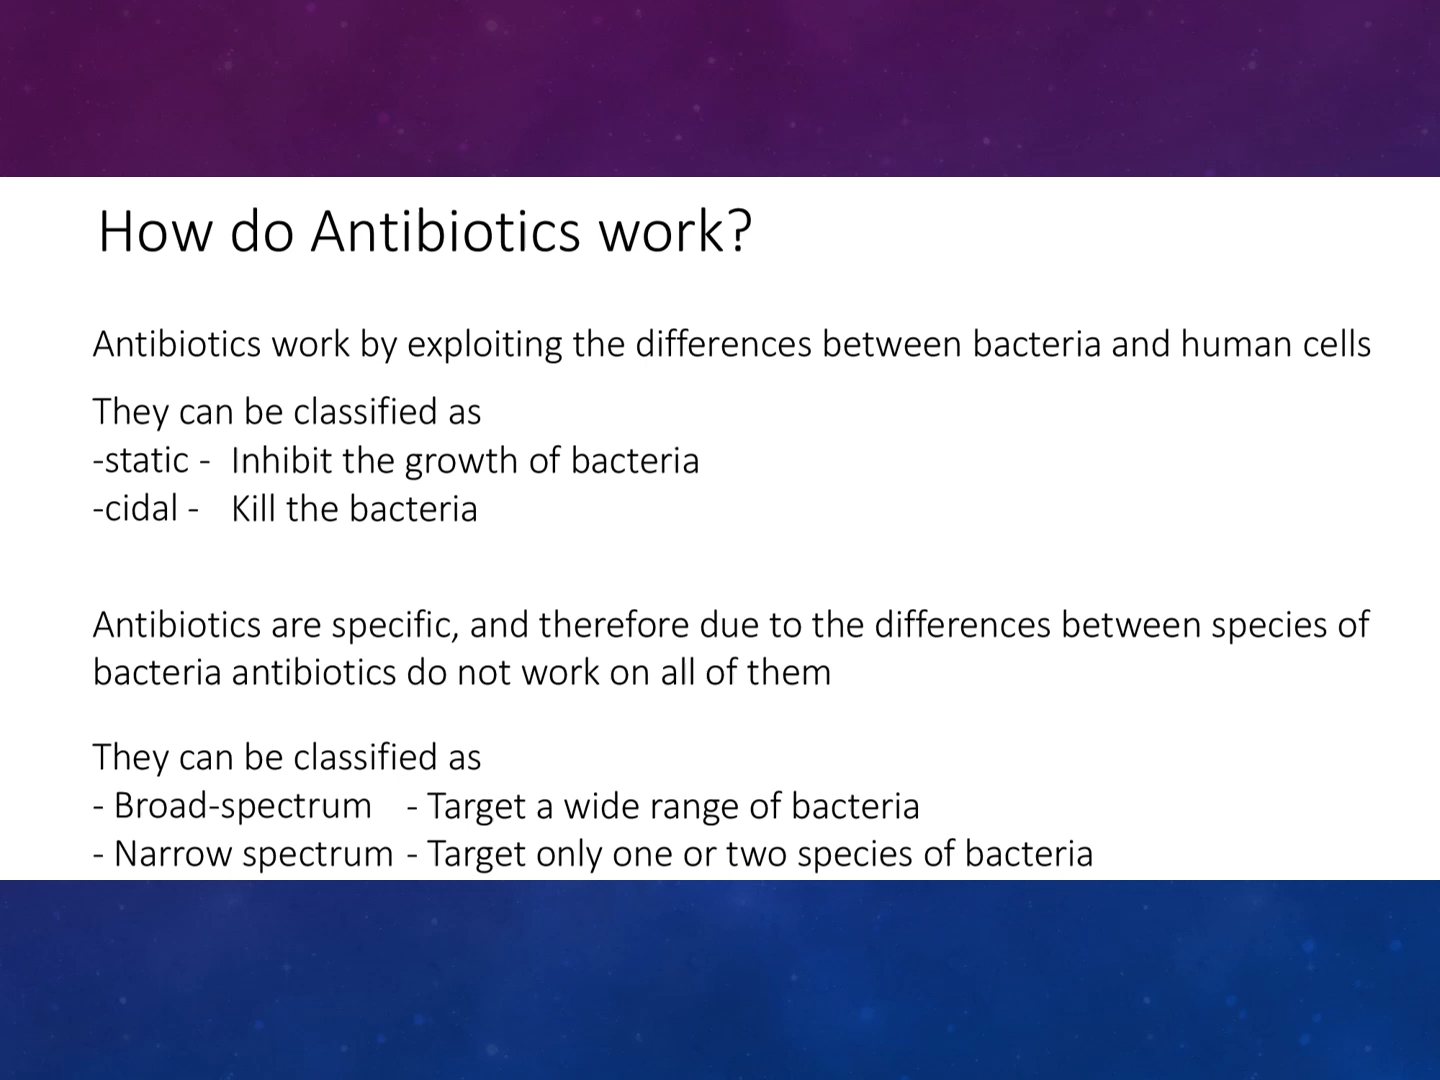 How do Antibiotics work?
Antibiotics work by exploiting the differences between bacteria and human cells
They can be classified as
-static - Inhibit the growth of bacteria
-cidal - Kill the bacteria
Antibiotics are specific, and therefore due to the differences between species of
bacteria antibiotics do not work on all of them
They can be classified as
- Broad-spectrum - Target a wide range of bacteria
- Narrow spectrum - Target only one or two species of bacteria